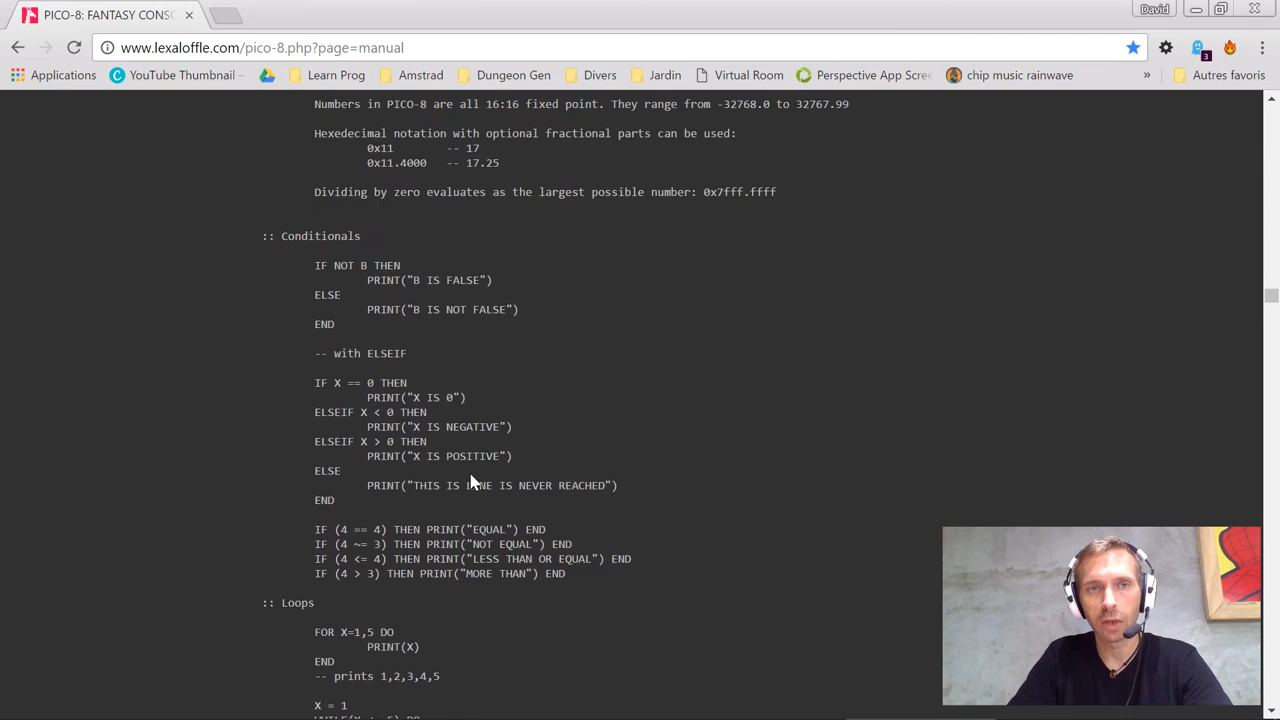 PICO-8: FANTASY CONSO
David
www.lexaloffle.com/pico-8.php?page=manual
3
Applications
YouTube Thumbnail -
Learn Prog
Amstrad
Dungeon Gen
Divers
Jardin
Virtual Room
Perspective App Scree
chip music rainwave
»
Autres favoris
Numbers in PICO-8 are all 16:16 fixed point. They range from -32768.0 to 32767.99
Hexedecimal notation with optional fractional parts can be used:
0x11 -- 17
0x11.4000 -- 17.25
Dividing by zero evaluates as the largest possible number: 0x7fff.ffff
:: Conditionals
IF NOT B THEN
PRINT("B IS FALSE")
ELSE
PRINT("B IS NOT FALSE")
END
-- with ELSEIF
IF X == 0 THEN
PRINT("X IS 0")
ELSEIF X < 0 THEN
PRINT("X IS NEGATIVE")
ELSEIF X > 0 THEN
PRINT("X IS POSITIVE")
ELSE
PRINT("THIS IS LINE IS NEVER REACHED")
END
IF (4 == 4) THEN PRINT("EQUAL") END
IF (4 ~= 3) THEN PRINT("NOT EQUAL") END
IF (4 <= 4) THEN PRINT("LESS THAN OR EQUAL") END
IF (4 > 3) THEN PRINT("MORE THAN") END
:: Loops
FOR X=1,5 DO
PRINT(X)
END
-- prints 1,2,3,4,5
X = 1